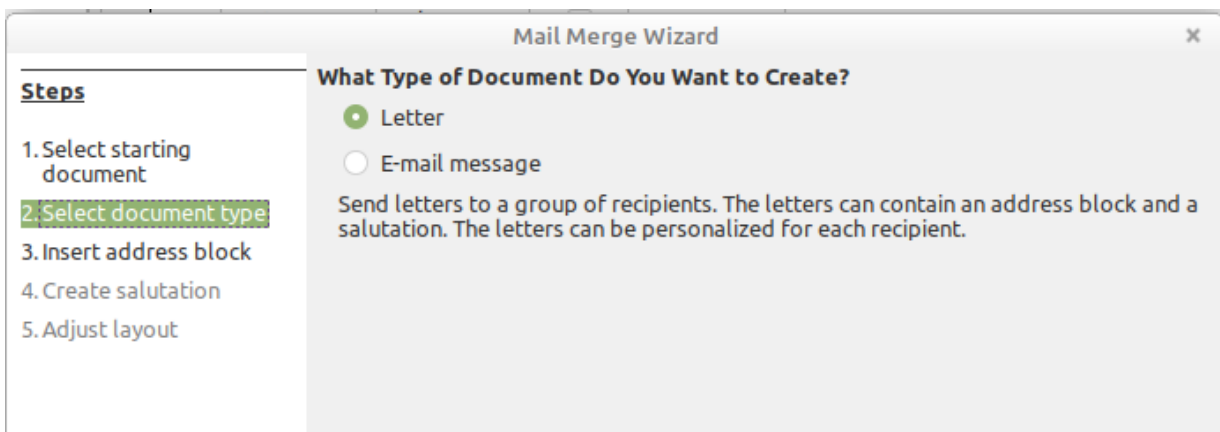 Mail Merge Wizard
Steps
1. Select starting
document
2. Select document type
3. Insert address block
4. Create salutation
5. Adjust layout
What Type of Document Do You Want to Create?
Letter
E-mail message
Send letters to a group of recipients. The letters can contain an address block and a
salutation. The letters can be personalized for each recipient.